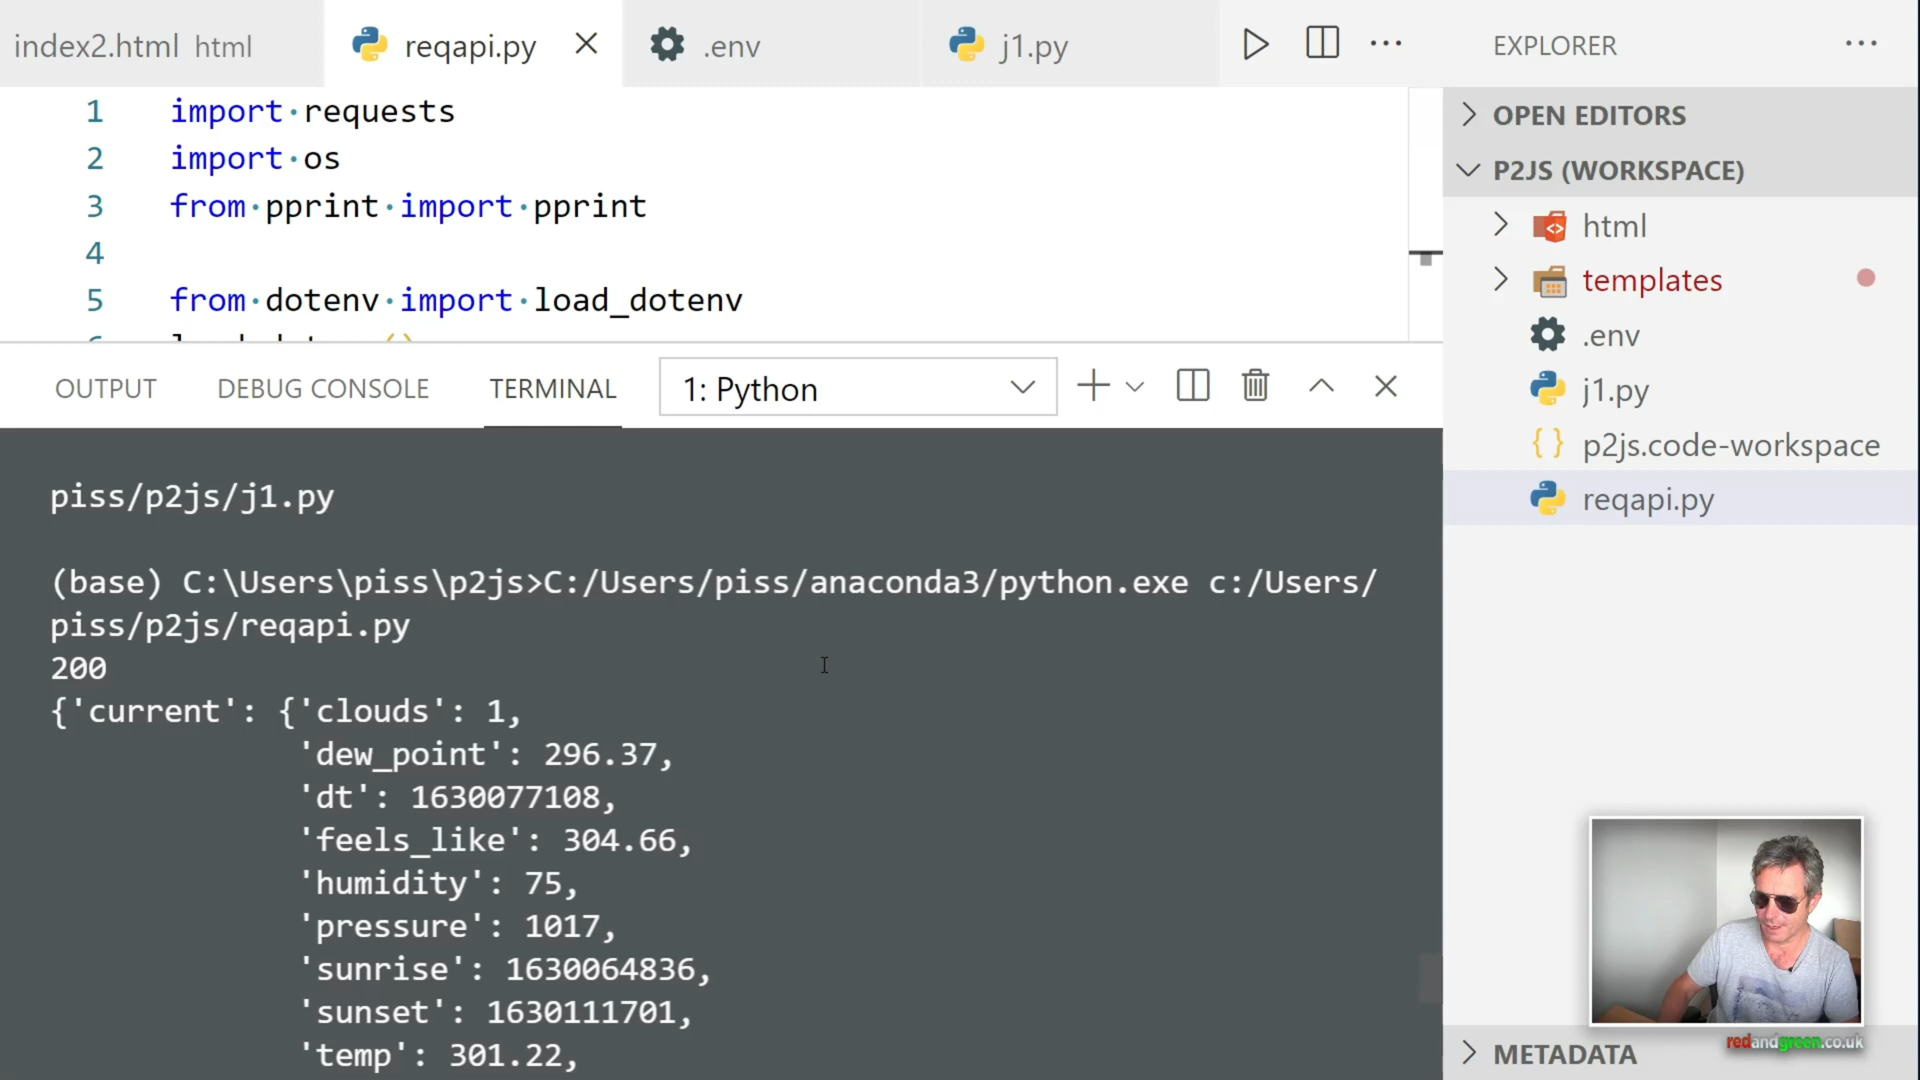 index2.html html
reqapi.py
.env
j1.py
EXPLORER
1 import requests
2 import os
3 from pprint import pprint
4
5 from dotenv import load_dotenv
OUTPUT
DEBUG CONSOLE
TERMINAL
1: Python
piss/p2js/j1.py
(base) C:\Users\piss\p2js>C:/Users/piss/anaconda3/python.exe c:/Users/
piss/p2js/reqapi.py
200
{'current': {'clouds': 1,
'dew_point': 296.37,
'dt': 1630077108,
'feels_like': 304.66,
'humidity': 75,
'pressure': 1017,
'sunrise': 1630064836,
'sunset': 1630111701,
'temp': 301.22,
OPEN EDITORS
P2JS (WORKSPACE)
html
templates
.env
j1.py
p2js.code-workspace
reqapi.py
redandgreen.co.uk
METADATA